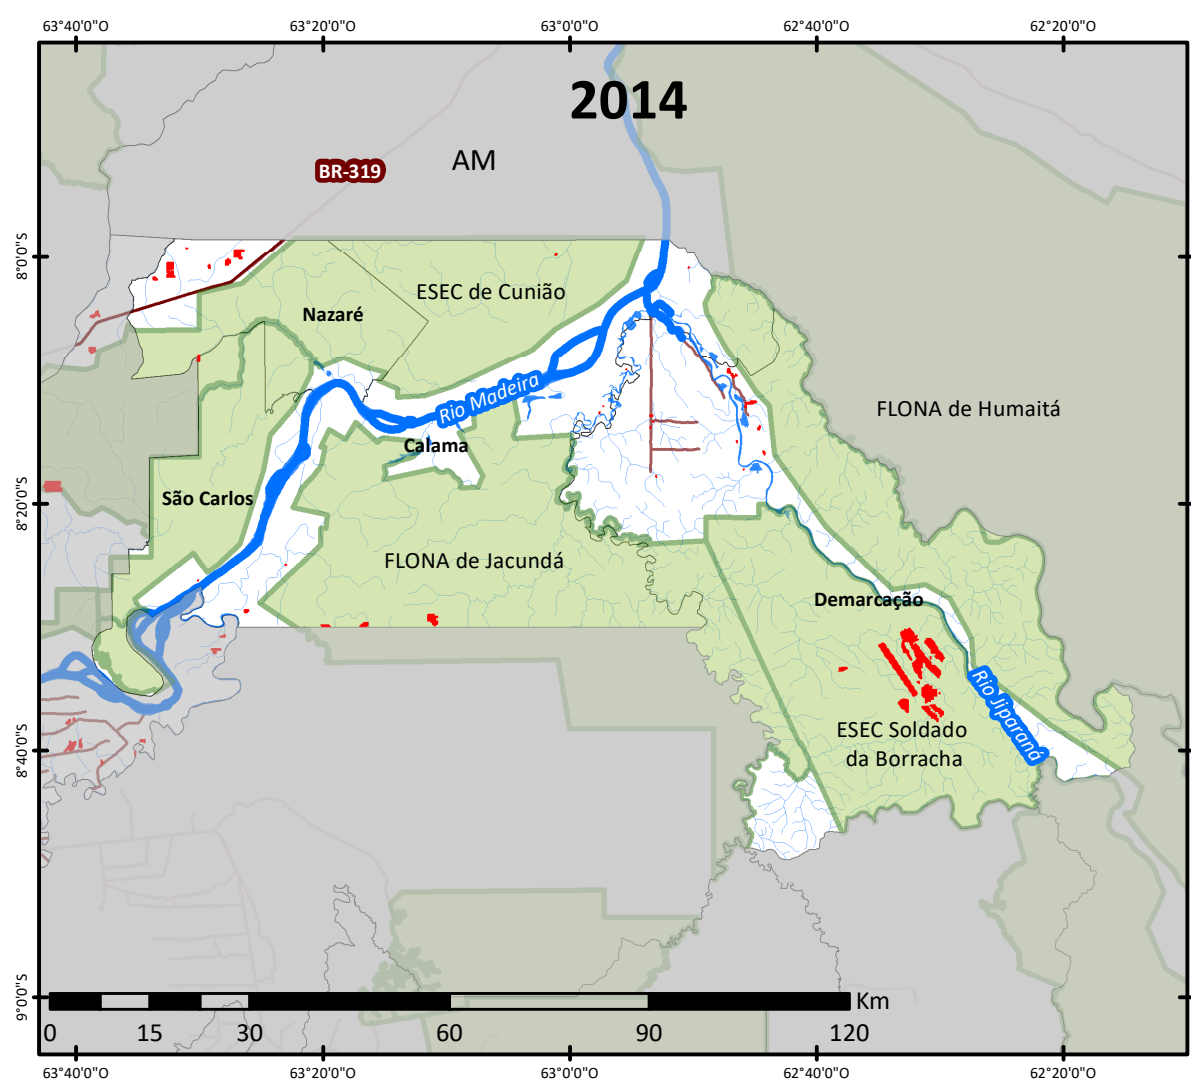 63°40'0"O 63°20'0"O 63°0'0"O 62°40'0"O 62°20'0"O
2014
AM
BR-319
8°0'0"S
ESEC de Cunião
Nazaré
Rio Madeira
FLONA de Humaitá
Calama
São Carlos
8°20'0"S
FLONA de Jacundá
Demarcação
Rio Jiparaná
ESEC Soldado
da Borracha
8°40'0"S
9°0'0"S
Km
0 15 30 60 90 120
63°40'0"O 63°20'0"O 63°0'0"O 62°40'0"O 62°20'0"O